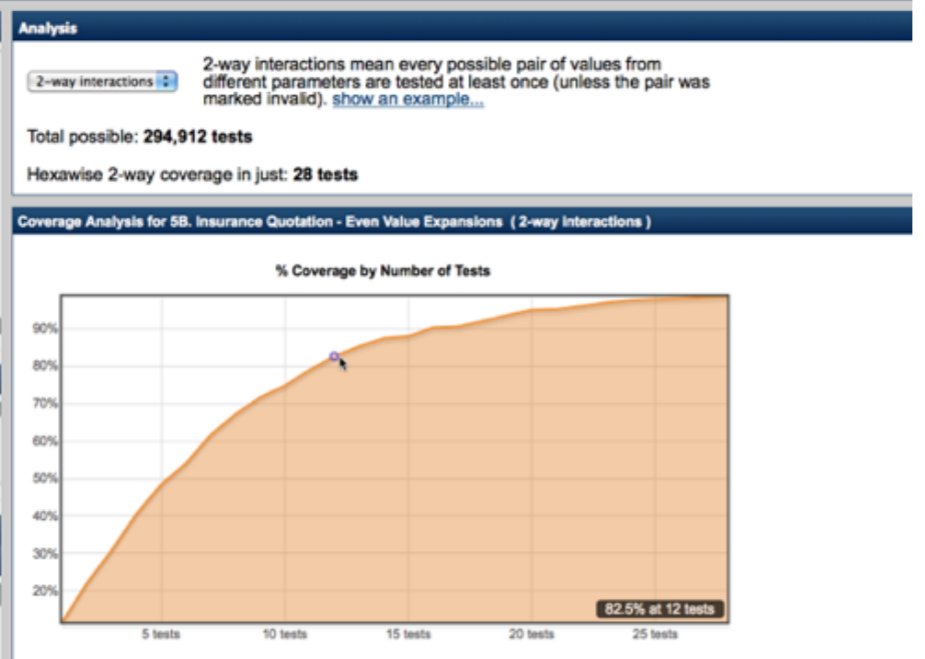 Analysis
2-way interactions
2-way interactions mean every possible pair of values from
different parameters are tested at least once (unless the pair was
marked invalid). show an example...
Total possible: 294,912 tests
Hexawise 2-way coverage in just: 28 tests
Coverage Analysis for 5B. Insurance Quotation - Even Value Expansions ( 2-way interactions )
% Coverage by Number of Tests
90%
80%
70%
60%
50%
40%
30%
20%
82.5% at 12 tests
5 tests 10 tests 15 tests 20 tests 25 tests